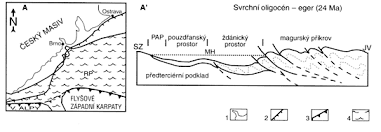 A
N
Ostrava
Brno
ČESKÝ MASIV
RP
V. ALPY
FLYŠOVÉ
ZÁPADNÍ KARPATY
A'
Svrchní oligocén – eger (24 Ma)
SZ
PAP
pouzdřanský
prostor
ždánický
prostor
magurský příkrov
JV
MH
předterciérní podklad
1
2
3
4